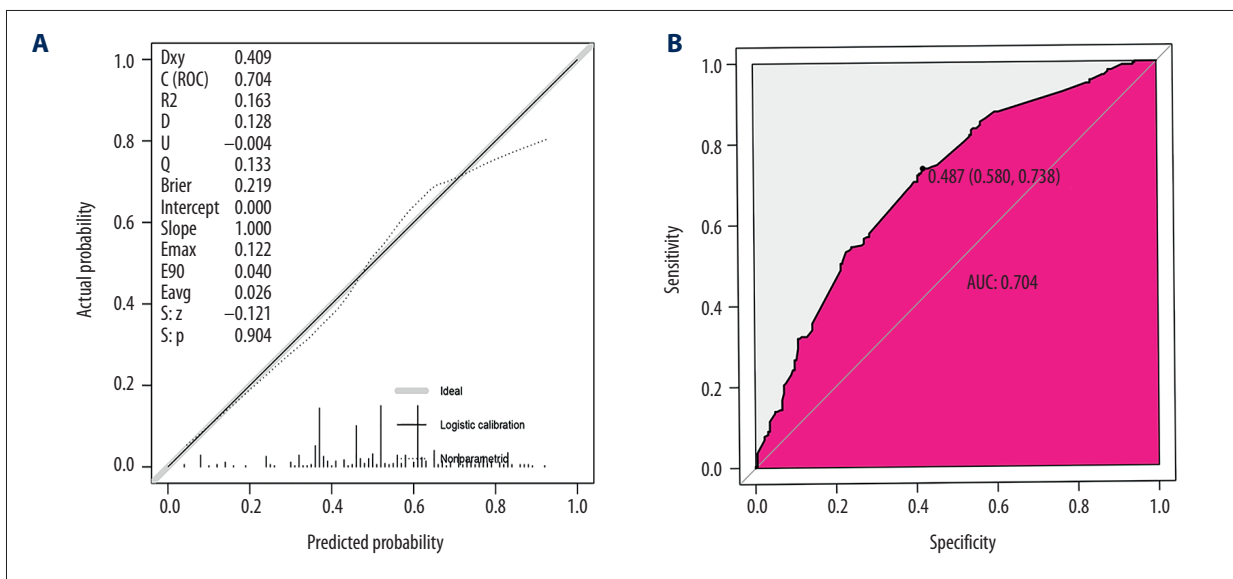 A
Dxy 0.409
C (ROC) 0.704
R2 0.163
D 0.128
U −0.004
Q 0.133
Brier 0.219
Intercept 0.000
Slope 1.000
Emax 0.122
E90 0.040
Eavg 0.026
S: z −0.121
S: p 0.904
1.0
0.8
0.6
0.4
0.2
0.0
Actual probability
Ideal
Logistic calibration
Nonparametrid
0.0 0.2 0.4 0.6 0.8 1.0
Predicted probability
B
1.0
0.8
0.6
0.4
0.2
0.0
Sensitivity
0.487 (0.580, 0.738)
AUC: 0.704
0.0 0.2 0.4 0.6 0.8 1.0
Specificity